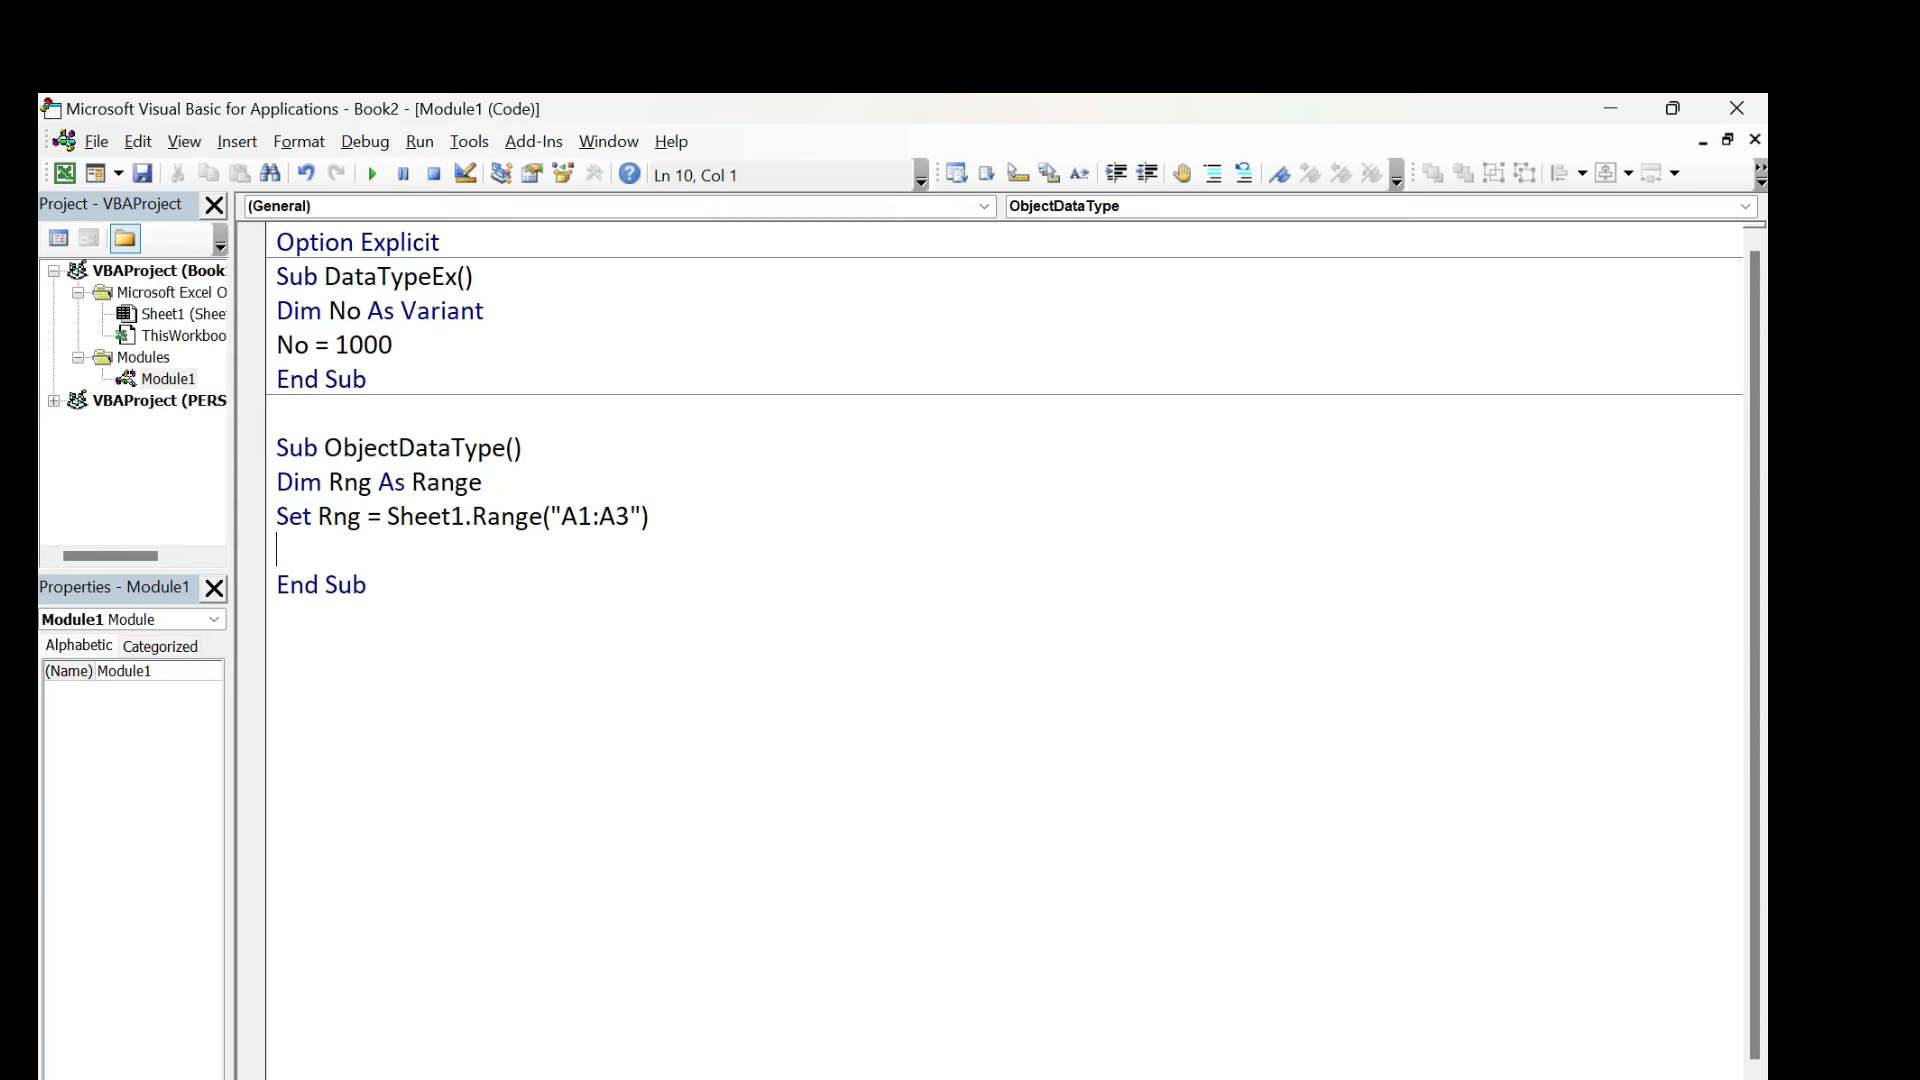 Microsoft Visual Basic for Applications - Book2 - [Module1 (Code)]
File Edit View Insert Format Debug Run Tools Add-Ins Window Help
Ln 10, Col 1
Project - VBAProject
(General)
ObjectDataType
VBAProject (Book
Microsoft Excel O
Sheet1 (Shee
ThisWorkboo
Modules
Module1
VBAProject (PERS
Properties - Module1
Module1 Module
Alphabetic Categorized
(Name) Module1
Option Explicit
Sub DataTypeEx()
Dim No As Variant
No = 1000
End Sub
Sub ObjectDataType()
Dim Rng As Range
Set Rng = Sheet1.Range("A1:A3")
End Sub